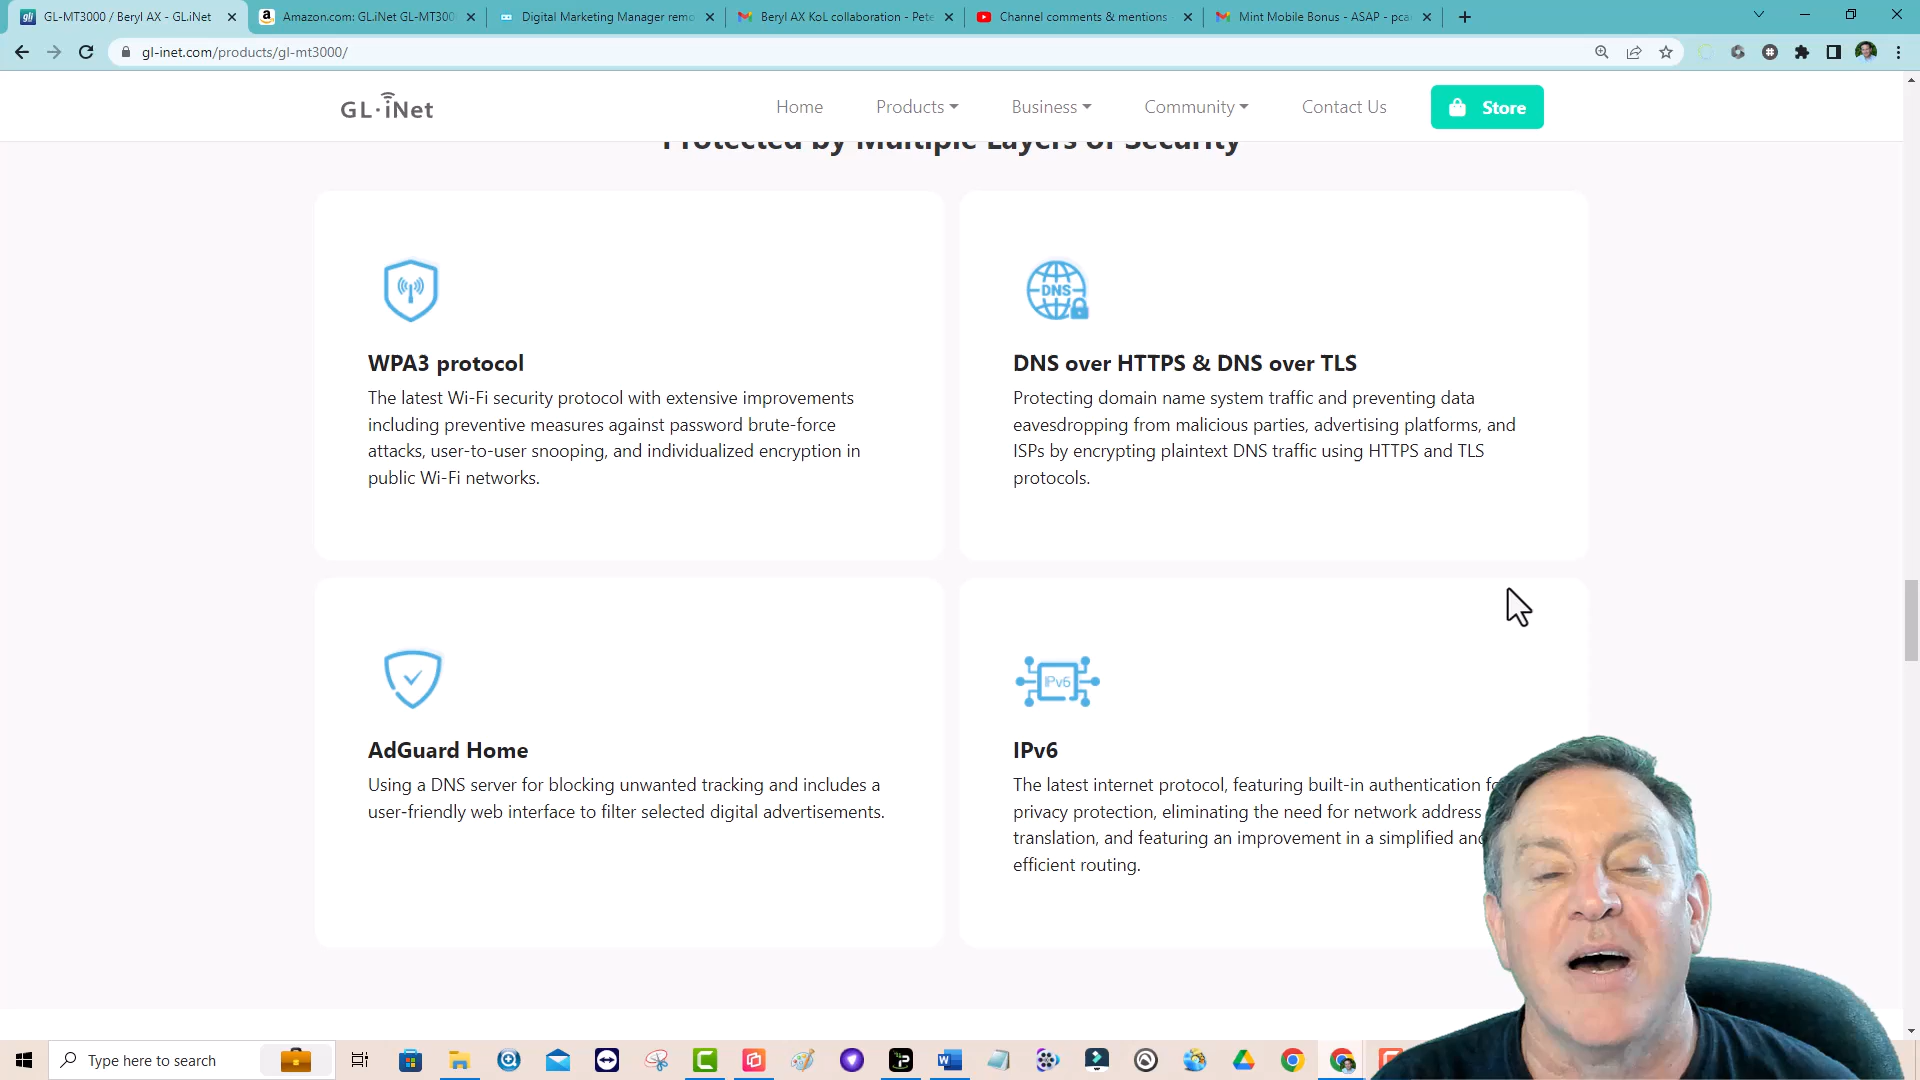 GL-MT3000 / Beryl AX - GL.iNet
Amazon.com: GL.iNet GL-MT300
Digital Marketing Manager remo
Beryl AX KoL collaboration - Pete
Channel comments & mentions
Mint Mobile Bonus - ASAP - pca
gl-inet.com/products/gl-mt3000/
GL·iNet
Home
Products
Business
Community
Contact Us
Store
Protected by Multiple Layers of Security
DNS
WPA3 protocol
The latest Wi-Fi security protocol with extensive improvements
including preventive measures against password brute-force
attacks, user-to-user snooping, and individualized encryption in
public Wi-Fi networks.
DNS over HTTPS & DNS over TLS
Protecting domain name system traffic and preventing data
eavesdropping from malicious parties, advertising platforms, and
ISPs by encrypting plaintext DNS traffic using HTTPS and TLS
protocols.
AdGuard Home
Using a DNS server for blocking unwanted tracking and includes a
user-friendly web interface to filter selected digital advertisements.
IPv6
IPv6
The latest internet protocol, featuring built-in authentication fo
privacy protection, eliminating the need for network address
translation, and featuring an improvement in a simplified and
efficient routing.
Type here to search